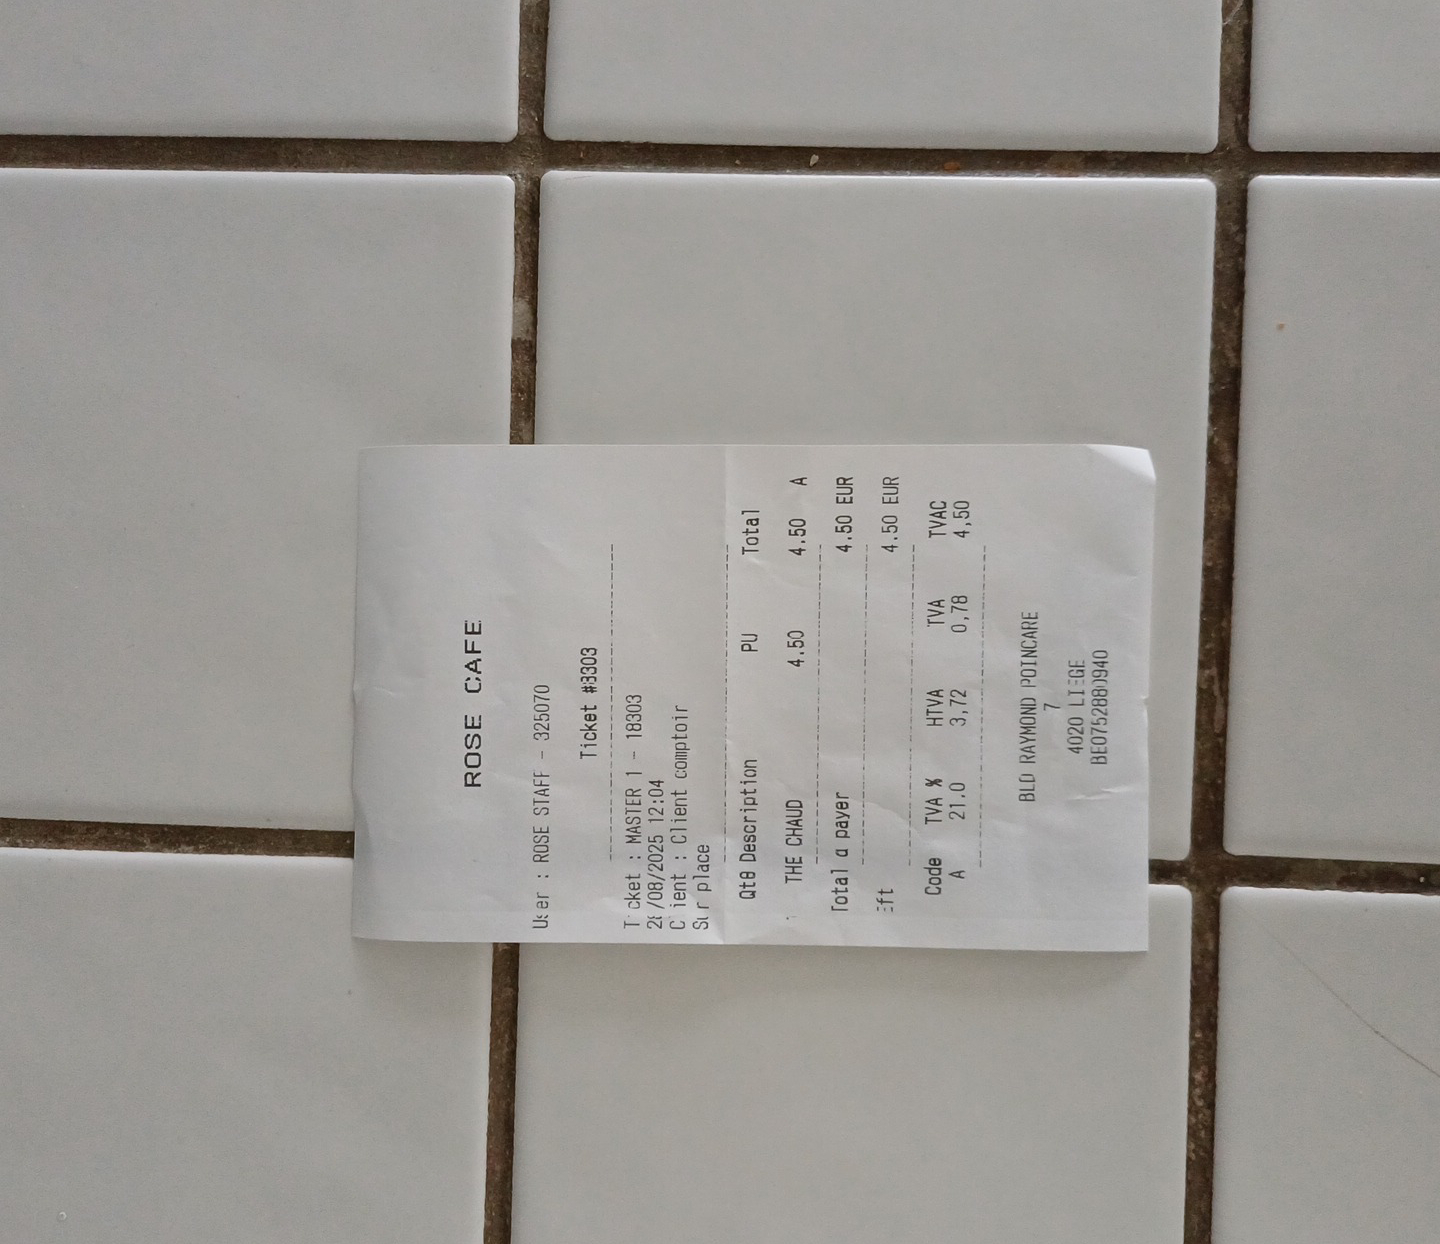 ROSE CAFE
User : ROSE STAFF - 325070
Ticket #8303
Ticket : MASTER 1 - 18303
/08/2025 12:04
Client : Client comptoir
Sur place
Qté Description PU Total
THE CHAUD 4.50 4.50 A
Total a payer 4.50 EUR
Eft 4.50 EUR
Code TVA % HTVA TVA TVAC
A 21,0 3,72 0,78 4,50
BLD RAYMOND POINCARE
7
4020 LIEGE
BE0752880940